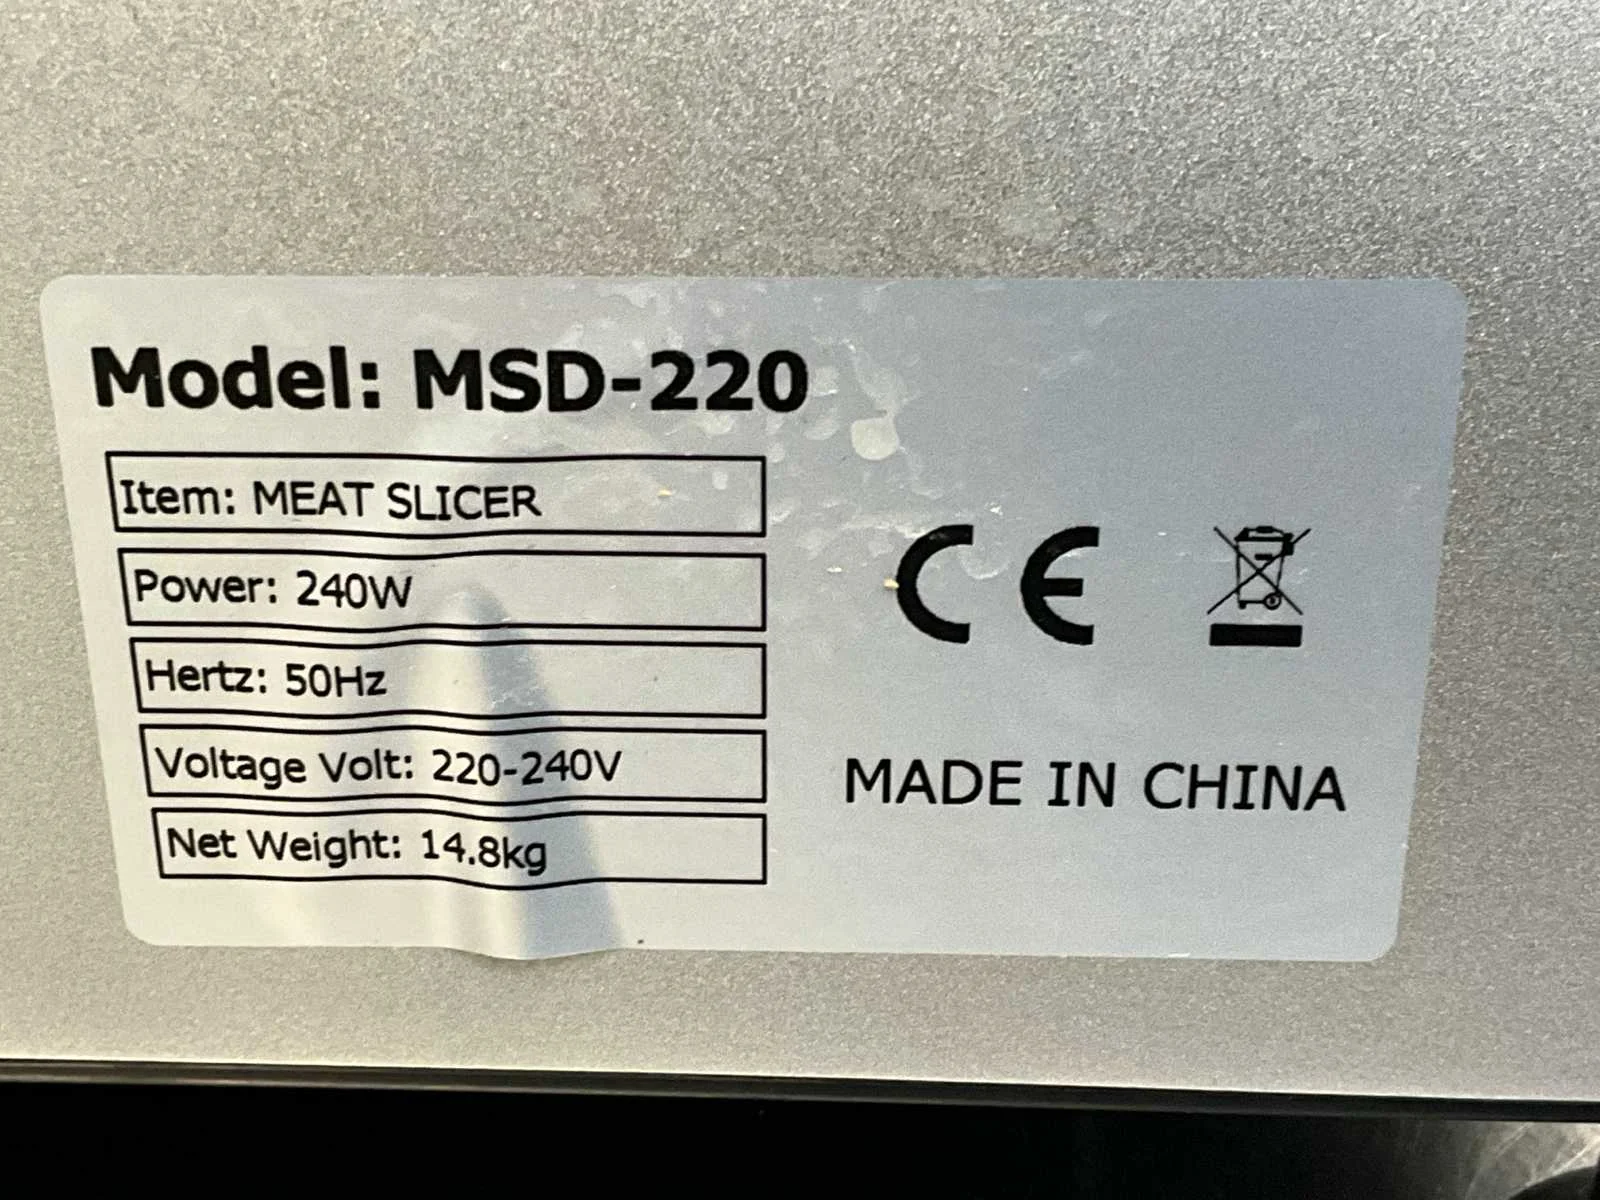 Model: MSD-220
Item: MEAT SLICER
Power: 240W
Hertz: 50Hz
Voltage Volt: 220-240V
Net Weight: 14.8kg
CE
MADE IN CHINA